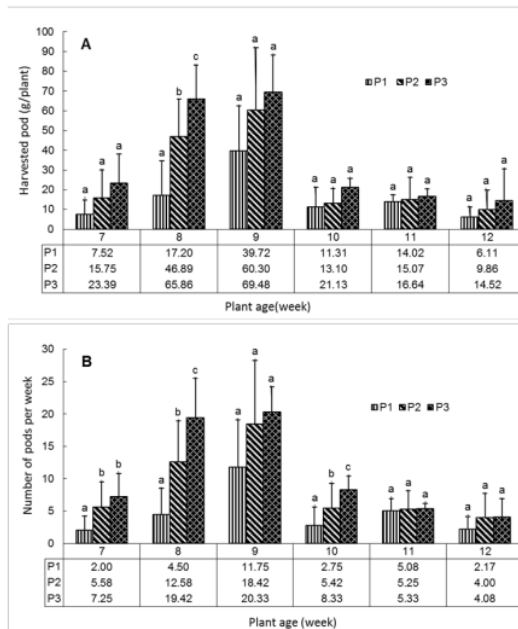 A
Harvested pod (g/plant)
100
90
80
70
60
50
40
30
20
10
0
a a a
a b c
a a a
a a a
a a a
a a a
P1 P2 P3
7 8 9 10 11 12
P1 7.52 17.20 39.72 11.31 14.02 6.11
P2 15.75 46.89 60.30 13.10 15.07 9.86
P3 23.39 65.86 69.48 21.13 16.64 14.52
Plant age(week)
B
Number of pods per week
30
25
20
15
10
5
0
a b b
a b c
a a a
a b c
a a a
a a a
P1 P2 P3
7 8 9 10 11 12
P1 2.00 4.50 11.75 2.75 5.08 2.17
P2 5.58 12.58 18.42 5.42 5.25 4.00
P3 7.25 19.42 20.33 8.33 5.33 4.08
Plant age (week)